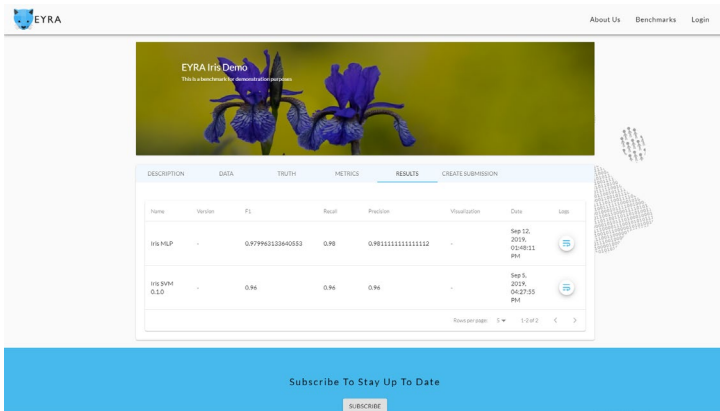 EYRA
About Us Benchmarks Login
EYRA Iris Demo
This is a benchmark for demonstration purposes
DESCRIPTION DATA TRUTH METRICS RESULTS CREATE SUBMISSION
Name Version F1 Recall Precision Visualization Date Logs
Iris MLP - 0.979963133640553 0.98 0.9811111111111112 - Sep 12, 2019, 01:48:11 PM
Iris SVM 0.1.0 - 0.96 0.96 0.96 - Sep 5, 2019, 04:27:55 PM
Rows per page: 5 1-2 of 2
Subscribe To Stay Up To Date
SUBSCRIBE